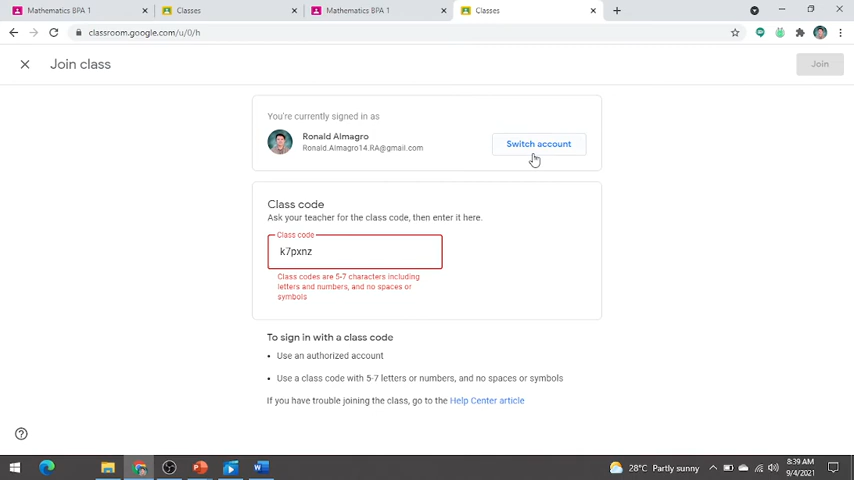 Mathematics BPA 1
Classes
Mathematics BPA 1
Classes
classroom.google.com/u/0/h
Join class
Join
You're currently signed in as
Ronald Almagro
Ronald.Almagro14.RA@gmail.com
Switch account
Class code
Ask your teacher for the class code, then enter it here.
Class code
k7pxnz
Class codes are 5-7 characters including
letters and numbers, and no spaces or
symbols
To sign in with a class code
• Use an authorized account
• Use a class code with 5-7 letters or numbers, and no spaces or symbols
If you have trouble joining the class, go to the Help Center article
28°C Partly sunny
8:39 AM
9/4/2021